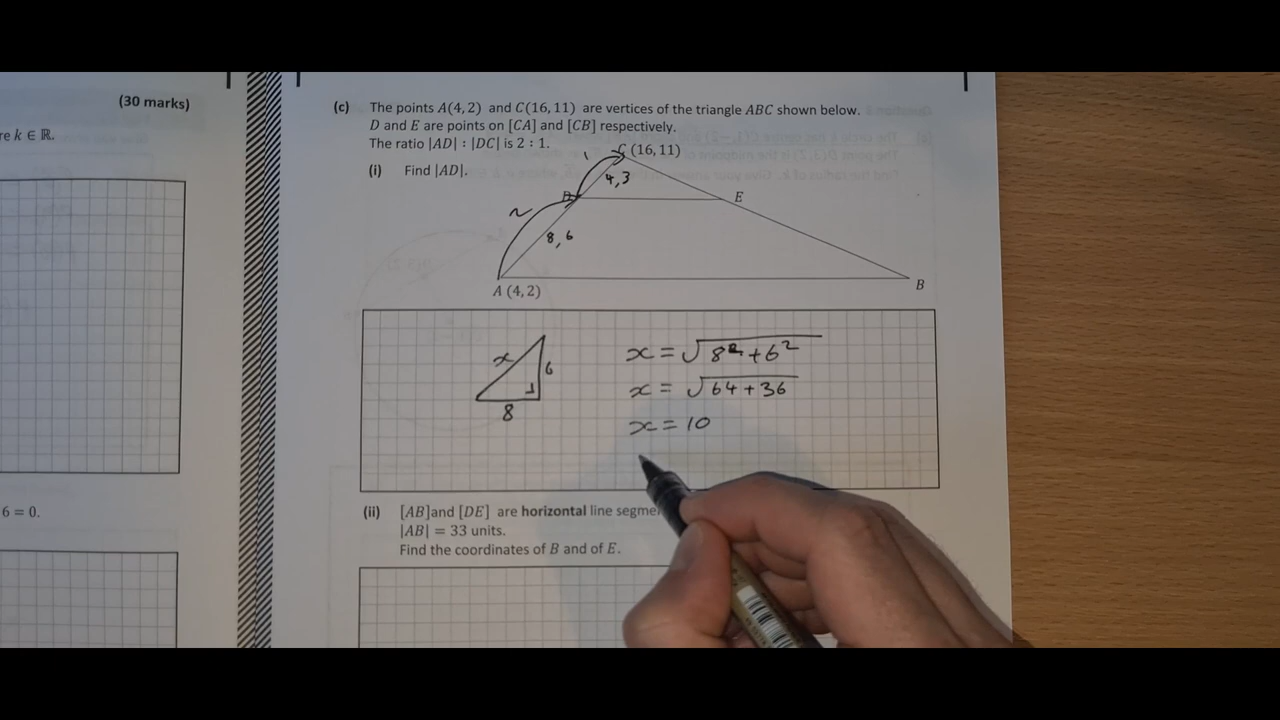 (30 marks)
re k ∈ ℝ.
6 = 0.
(c) The points A(4, 2) and C(16, 11) are vertices of the triangle ABC shown below.
D and E are points on [CA] and [CB] respectively.
The ratio |AD| : |DC| is 2 : 1.
(i) Find |AD|.
C (16, 11)
1
4, 3
D
E
2
8, 6
A (4, 2)
B
x
6
8
x = √8² + 6²
x = √64 + 36
x = 10
(ii) [AB]and [DE] are horizontal line segme
|AB| = 33 units.
Find the coordinates of B and of E.